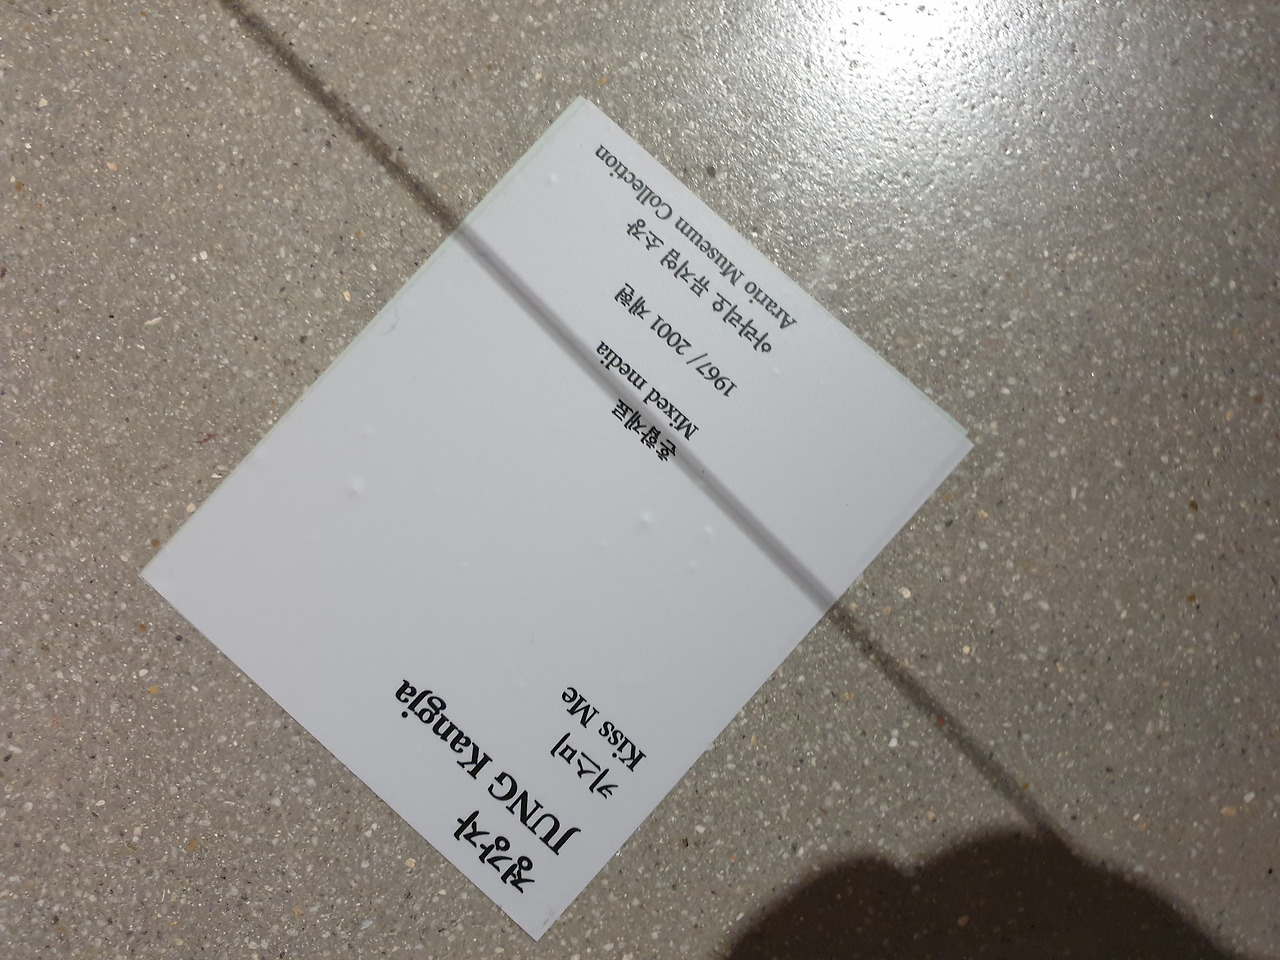 정강자
JUNG Kangja
키스미
Kiss Me
혼합재료
Mixed media
1967/ 2001 재현
아라리오 뮤지엄 소장
Arario Museum Collection